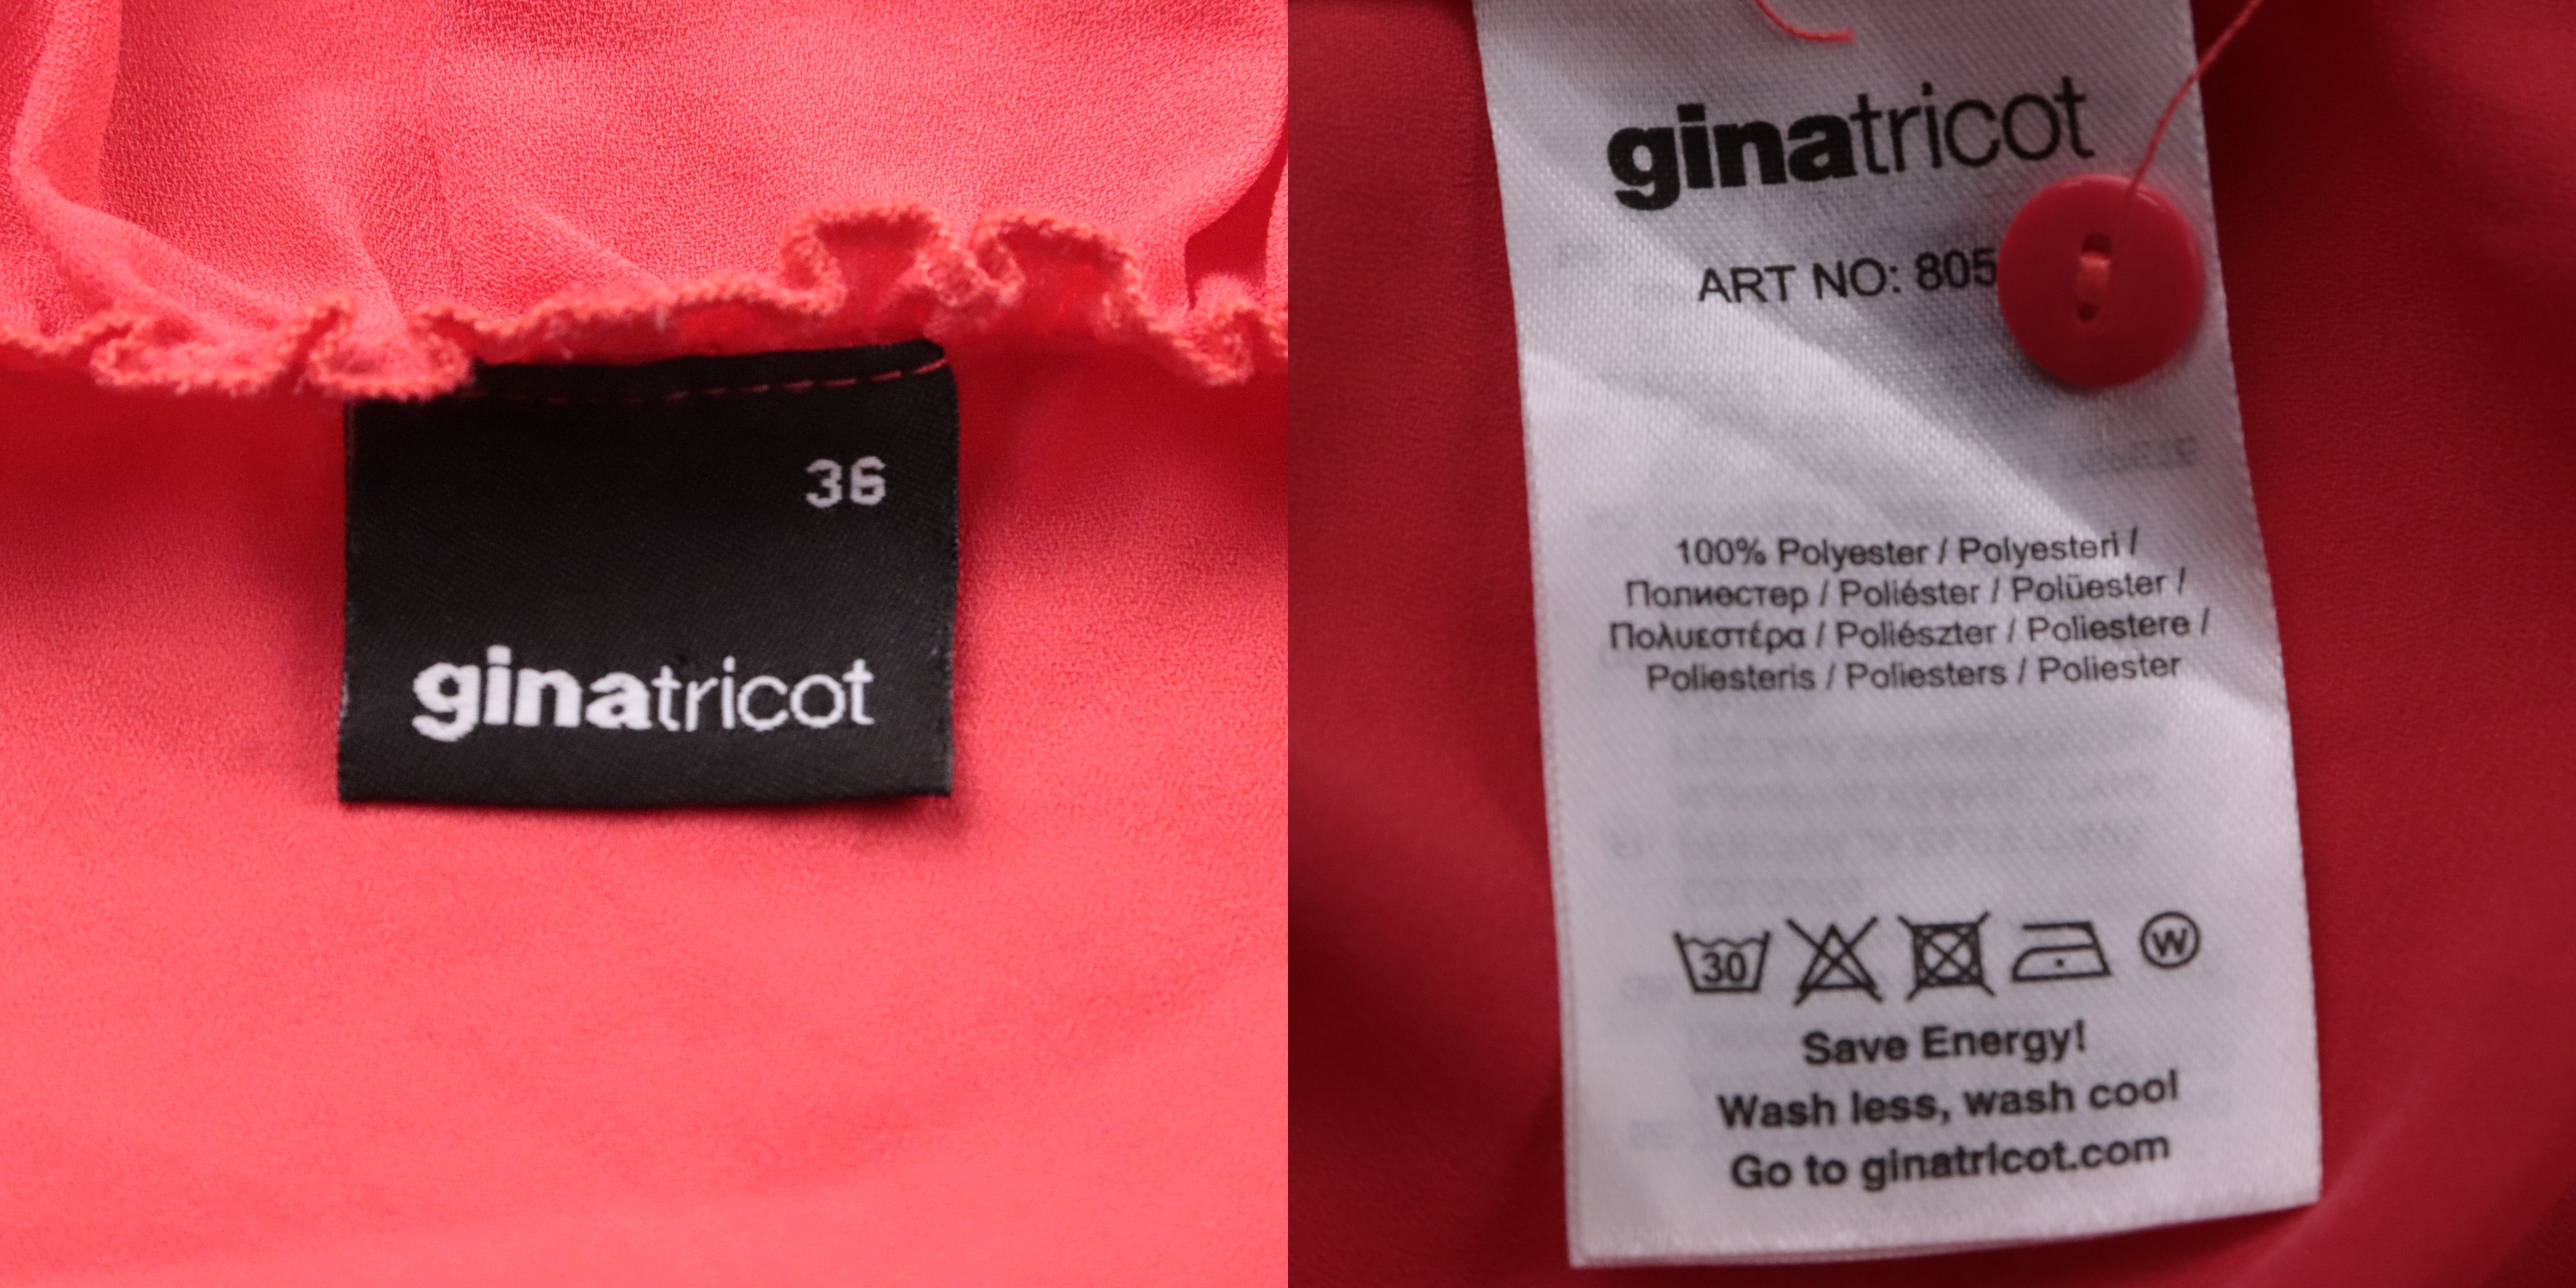 36
ginatricot
ginatricot
ART NO: 805
100% Polyester / Polyesteri /
Полиестер / Poliéster / Polüester /
Πολυεστέρα / Poliészter / Poliestere /
Poliesteris / Poliesters / Poliester
30
W
Save Energy!
Wash less, wash cool
Go to ginatricot.com